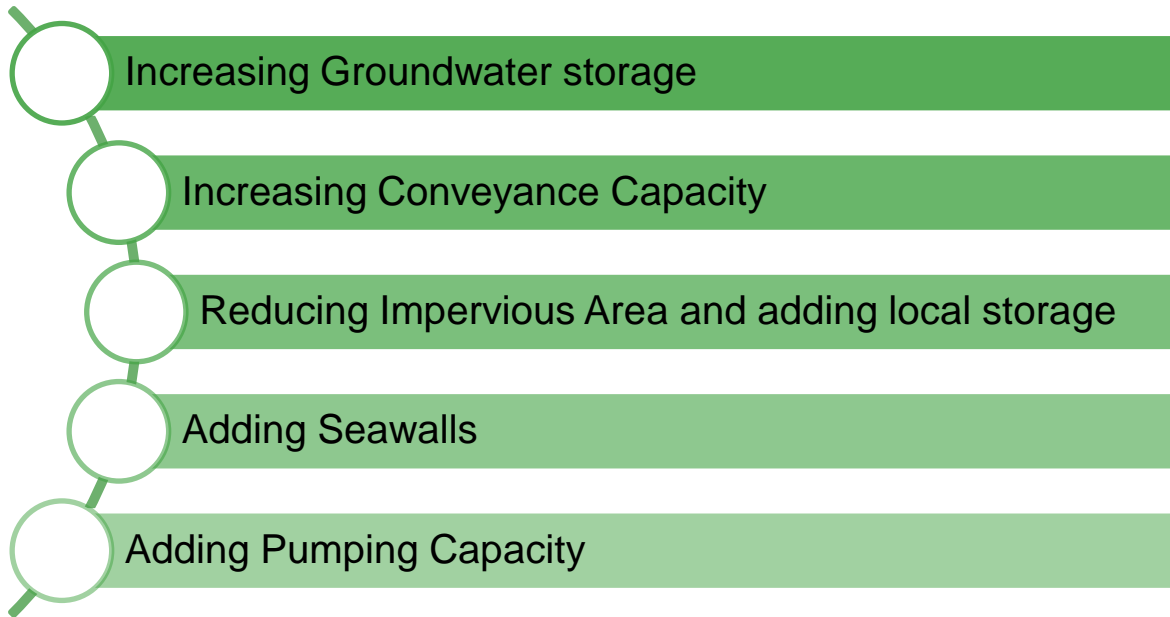 Increasing Groundwater storage
Increasing Conveyance Capacity
Reducing Impervious Area and adding local storage
Adding Seawalls
Adding Pumping Capacity